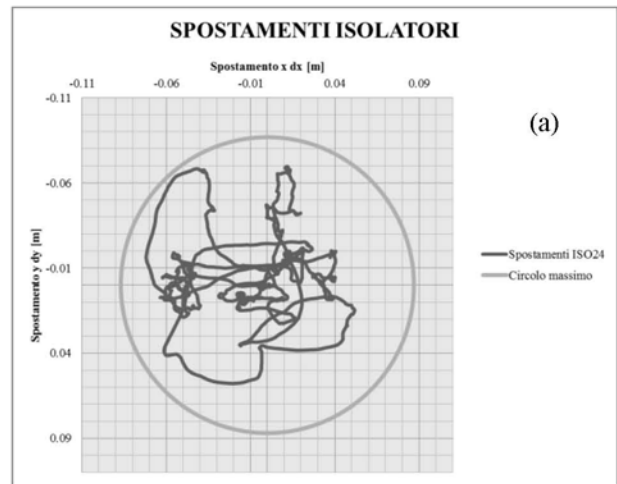 SPOSTAMENTI ISOLATORI
Spostamento x dx [m]
-0.11 -0.06 -0.01 0.04 0.09
-0.11
(a)
-0.06
-0.01
0.04
0.09
Spostamento y dy [m]
Spostamenti ISO24
Circolo massimo